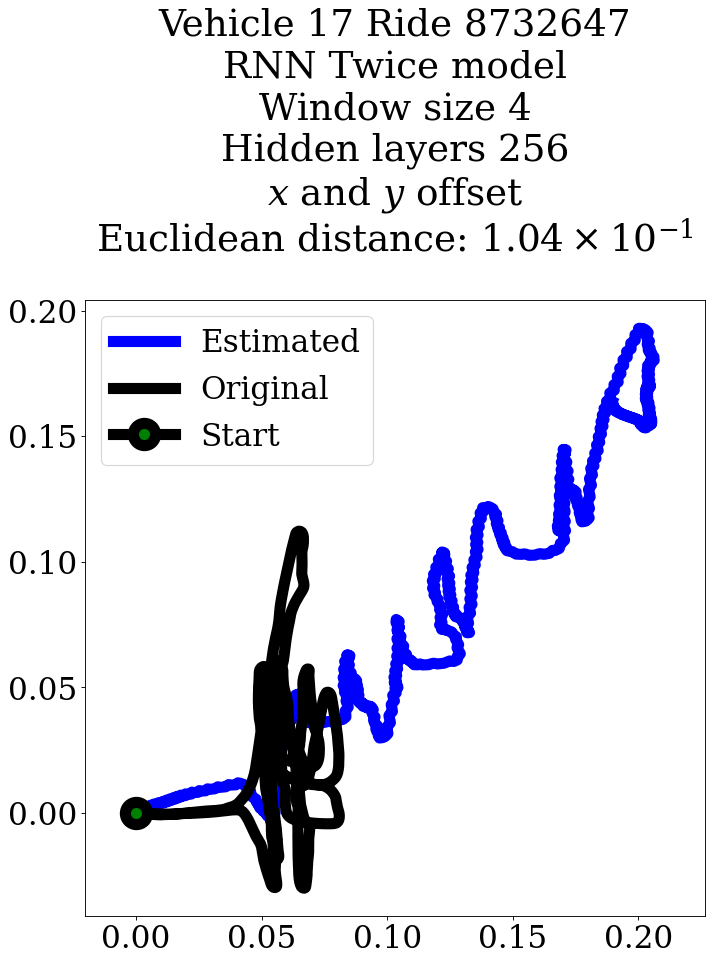 Vehicle 17 Ride 8732647
RNN Twice model
Window size 4
Hidden layers 256
x and y offset
Euclidean distance: 1.04 × 10⁻¹
Estimated
Original
Start
0.20
0.15
0.10
0.05
0.00
0.00 0.05 0.10 0.15 0.20